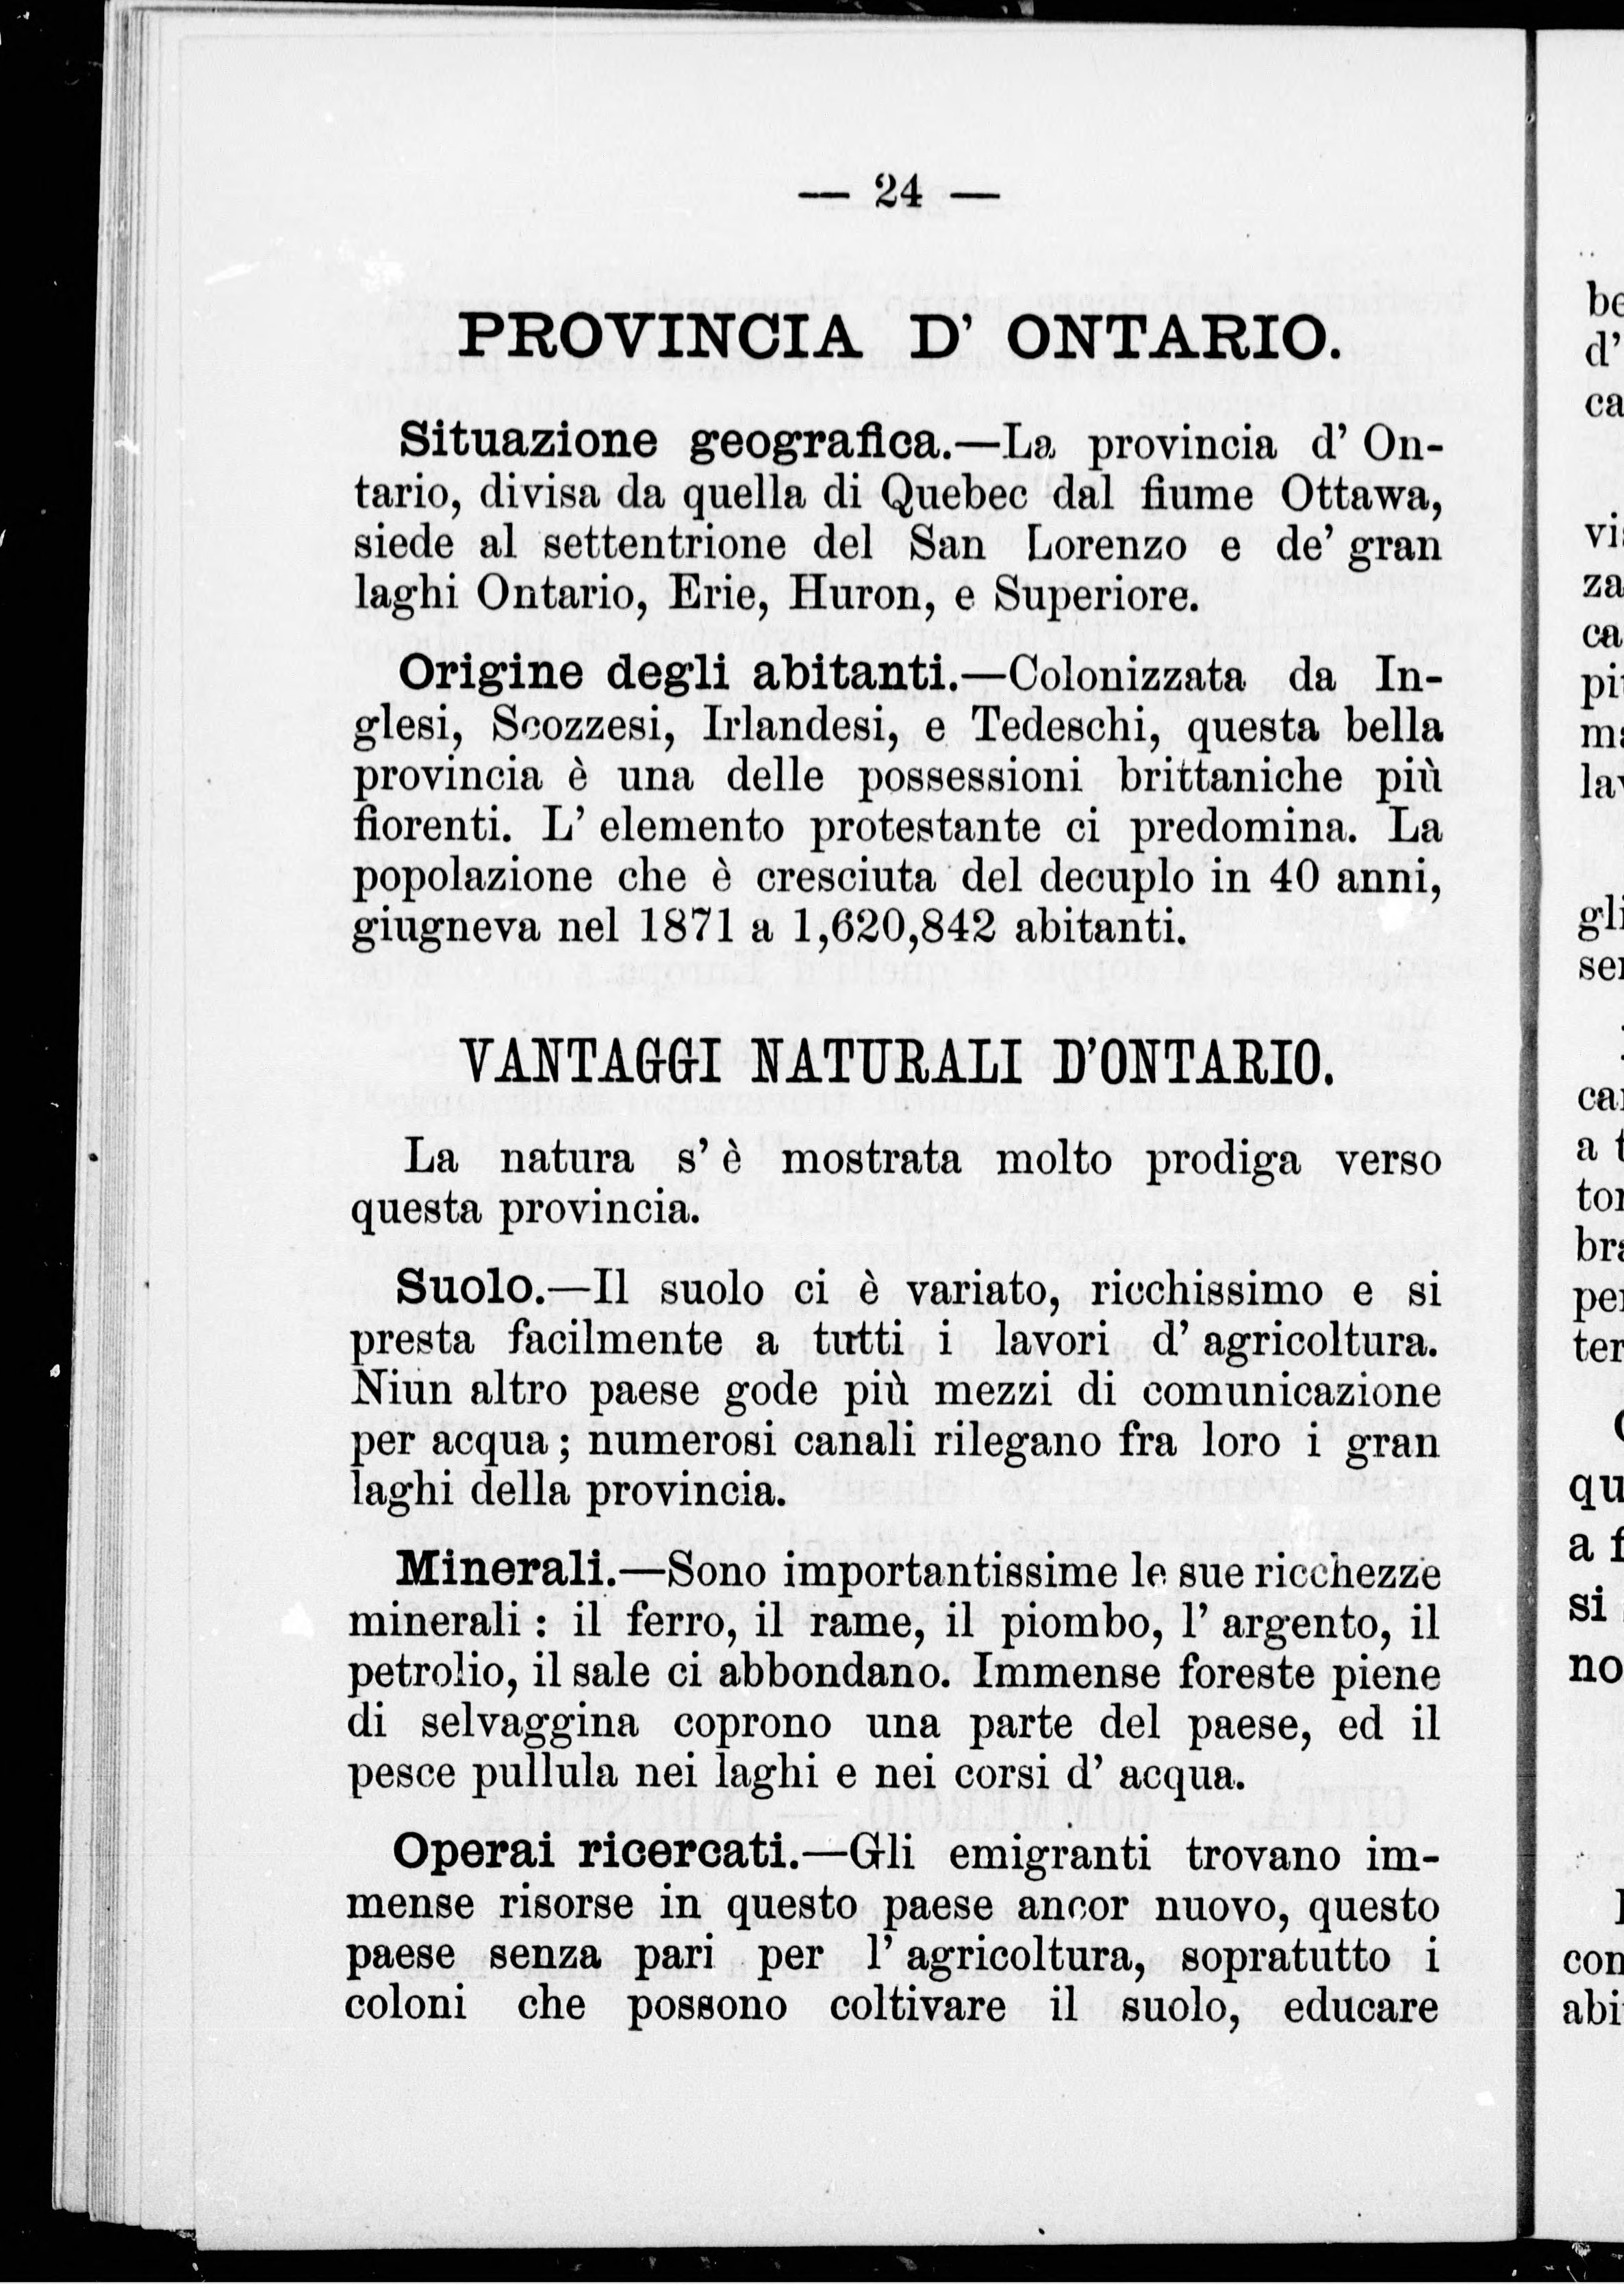 — 24 —
PROVINCIA D' ONTARIO.
Situazione geografica.—La provincia d' On-
tario, divisa da quella di Quebec dal fiume Ottawa,
siede al settentrione del San Lorenzo e de' gran
laghi Ontario, Erie, Huron, e Superiore.
Origine degli abitanti.—Colonizzata da In-
glesi, Scozzesi, Irlandesi, e Tedeschi, questa bella
provincia è una delle possessioni brittaniche più
fiorenti. L' elemento protestante ci predomina. La
popolazione che è cresciuta del decuplo in 40 anni,
giugneva nel 1871 a 1,620,842 abitanti.
VANTAGGI NATURALI D'ONTARIO.
La natura s' è mostrata molto prodiga verso
questa provincia.
Suolo.—Il suolo ci è variato, ricchissimo e si
presta facilmente a tutti i lavori d' agricoltura.
Niun altro paese gode più mezzi di comunicazione
per acqua ; numerosi canali rilegano fra loro i gran
laghi della provincia.
Minerali.—Sono importantissime le sue ricchezze
minerali : il ferro, il rame, il piombo, l' argento, il
petrolio, il sale ci abbondano. Immense foreste piene
di selvaggina coprono una parte del paese, ed il
pesce pullula nei laghi e nei corsi d' acqua.
Operai ricercati.—Gli emigranti trovano im-
mense risorse in questo paese ancor nuovo, questo
paese senza pari per l' agricoltura, sopratutto i
coloni che possono coltivare il suolo, educare